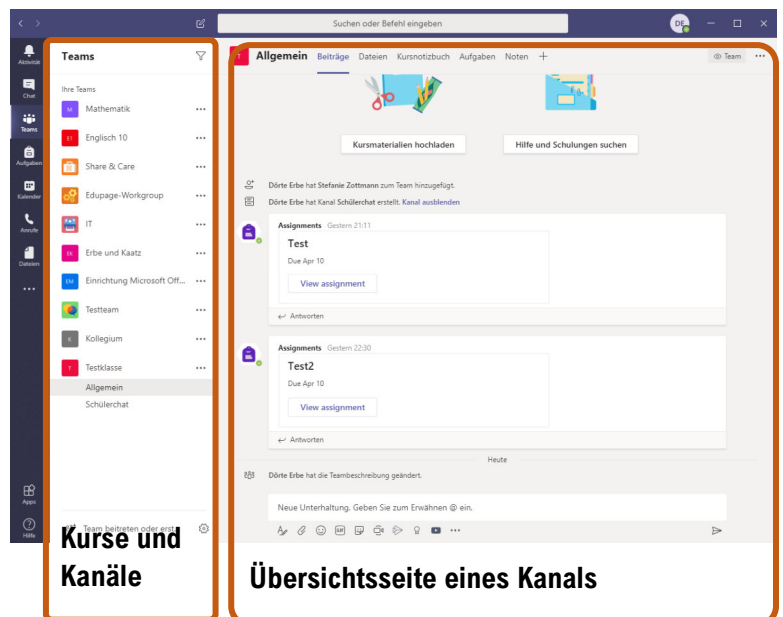 Suchen oder Befehl eingeben
DE
Aktivität
Chat
Teams
Aufgaben
Kalender
Anrufe
Dateien
Apps
Hilfe
Teams
Ihre Teams
M Mathematik
E1 Englisch 10
Share & Care
Edupage-Workgroup
IT
EK Erbe und Kaatz
EM Einrichtung Microsoft Off...
Testteam
K Kollegium
T Testklasse
Allgemein
Schülerchat
Team beitreten oder erst
Kurse und
Kanäle
T Allgemein Beiträge Dateien Kursnotizbuch Aufgaben Noten + Team
Kursmaterialien hochladen Hilfe und Schulungen suchen
Dörte Erbe hat Stefanie Zottmann zum Team hinzugefügt.
Dörte Erbe hat Kanal Schülerchat erstellt. Kanal ausblenden
Assignments Gestern 21:11
Test
Due Apr 10
View assignment
Antworten
Assignments Gestern 22:30
Test2
Due Apr 10
View assignment
Antworten
Heute
Dörte Erbe hat die Teambeschreibung geändert.
Neue Unterhaltung. Geben Sie zum Erwähnen @ ein.
GIF
Übersichtsseite eines Kanals